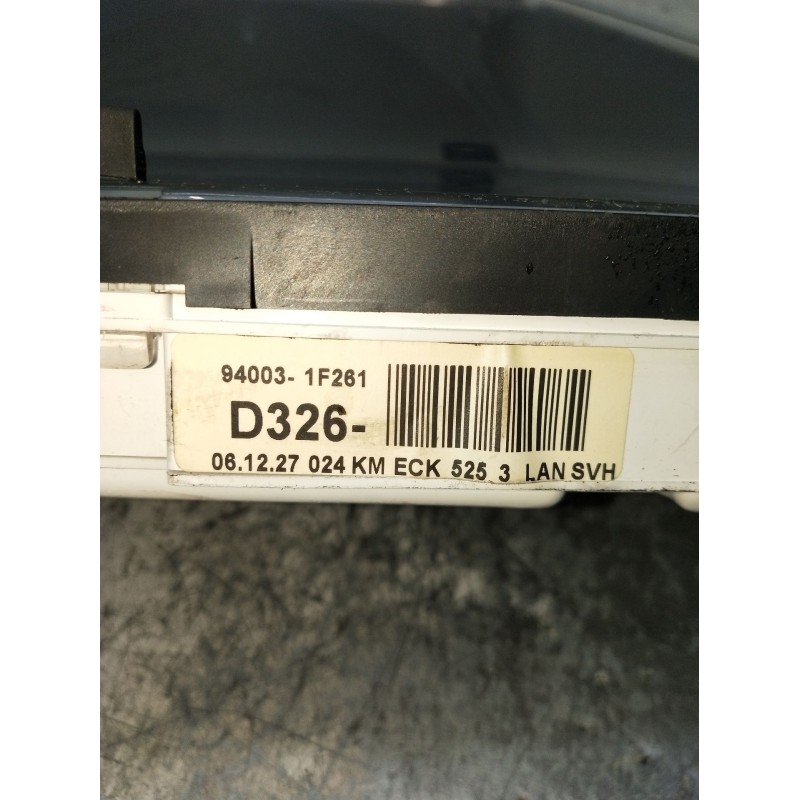 94003- 1F261
D326-
06.12.27 024 KM ECK 525 3 LAN SVH